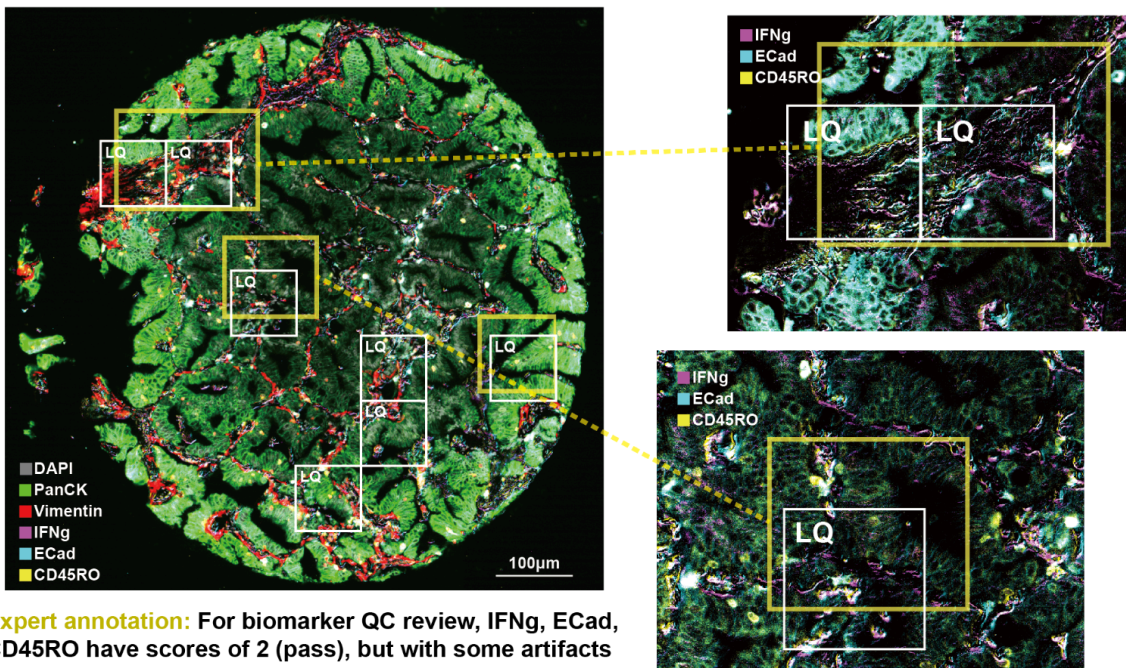 IFNg
ECad
CD45RO
LQ LQ
LQ LQ
LQ
LQ LQ
LQ
LQ
DAPI
PanCK
Vimentin
IFNg
ECad
CD45RO
100µm
IFNg
ECad
CD45RO
LQ
xpert annotation: For biomarker QC review, IFNg, ECad,
CD45RO have scores of 2 (pass), but with some artifacts